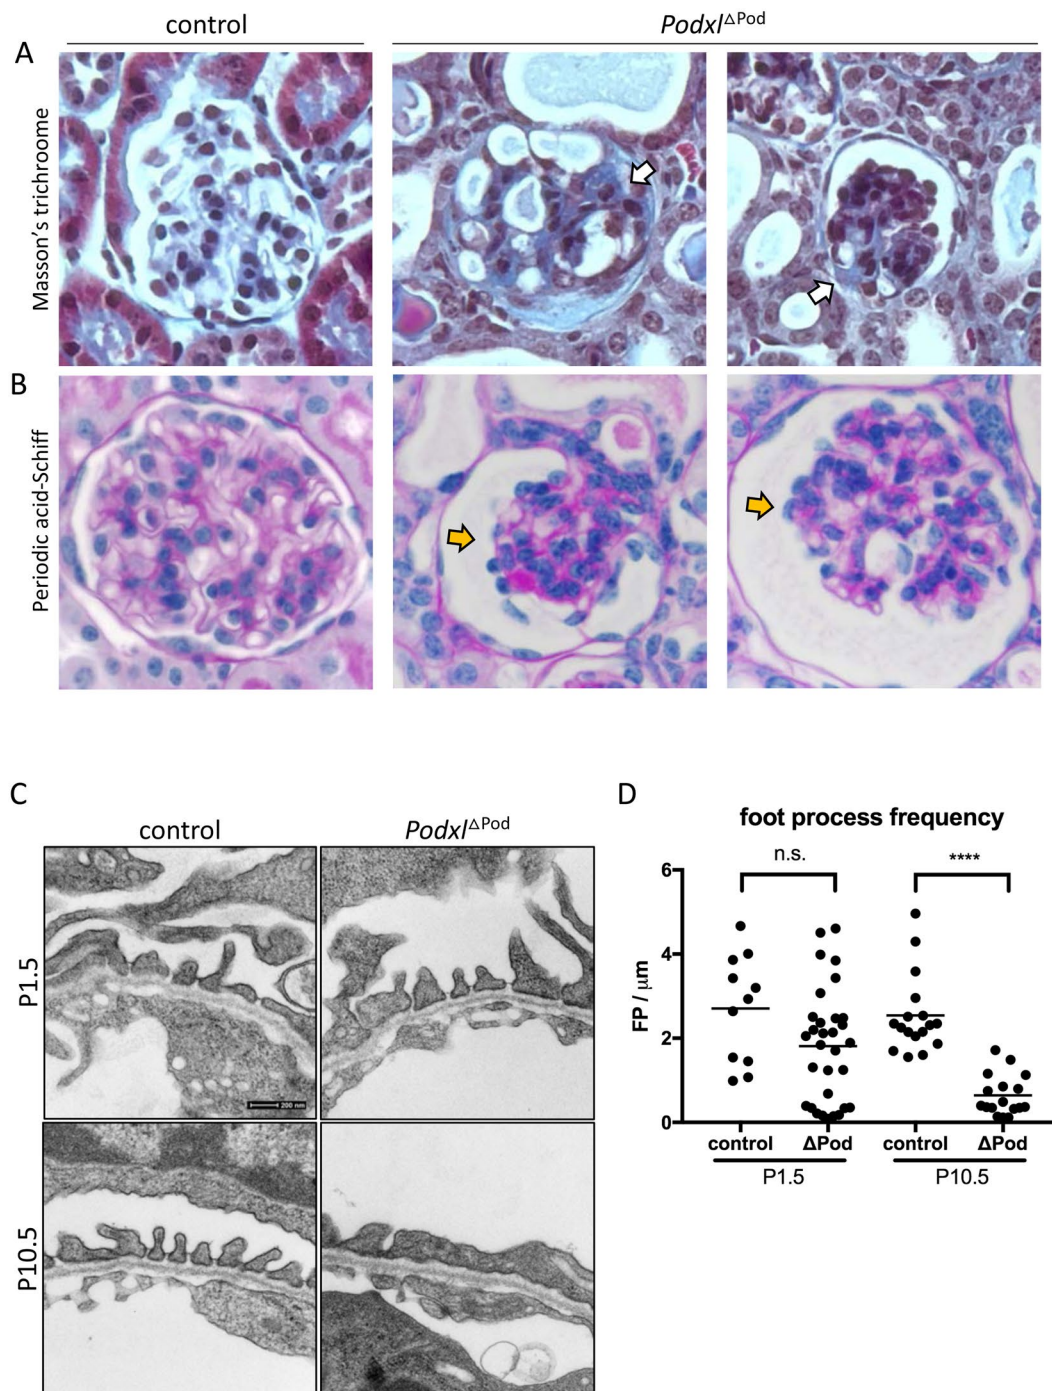 control
Podxl^ΔPod
A
Masson's trichroome
B
Periodic acid-Schiff
C
control
Podxl^ΔPod
P1.5
200 nm
P10.5
D
foot process frequency
n.s.
****
6
4
2
0
FP / μm
control ΔPod control ΔPod
P1.5 P10.5